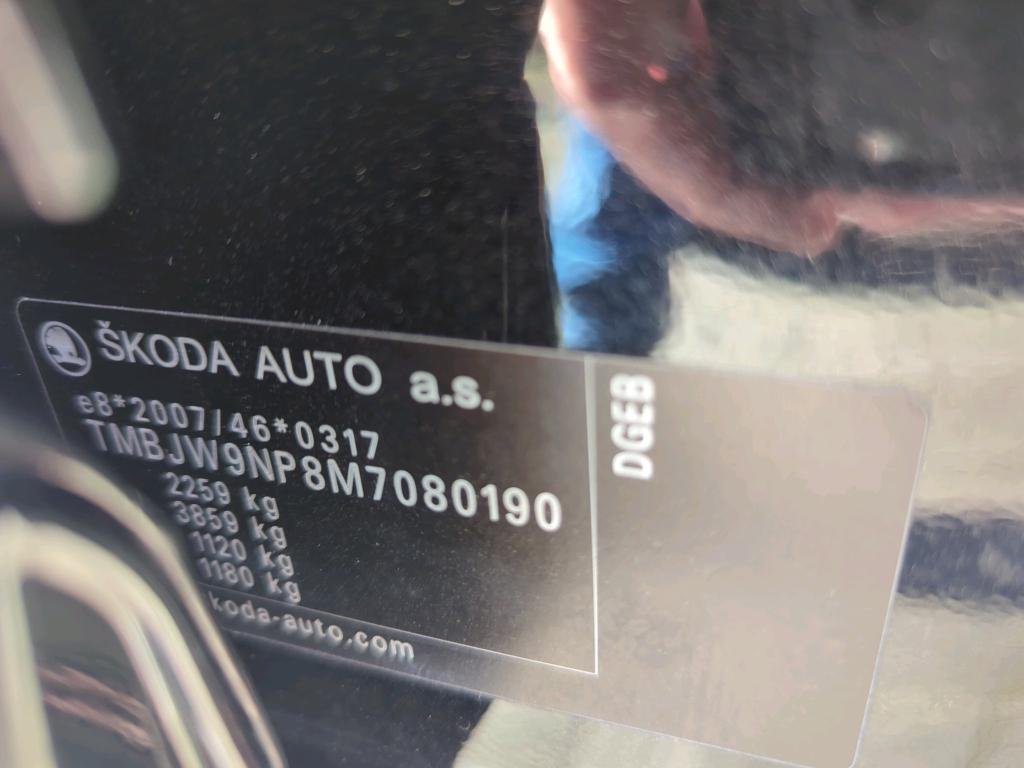 ŠKODA AUTO a.s.
e8*2007/46*0317
TMBJW9NP8M7080190
2259 kg
3859 kg
1120 kg
1180 kg
koda-auto.com
DGEB